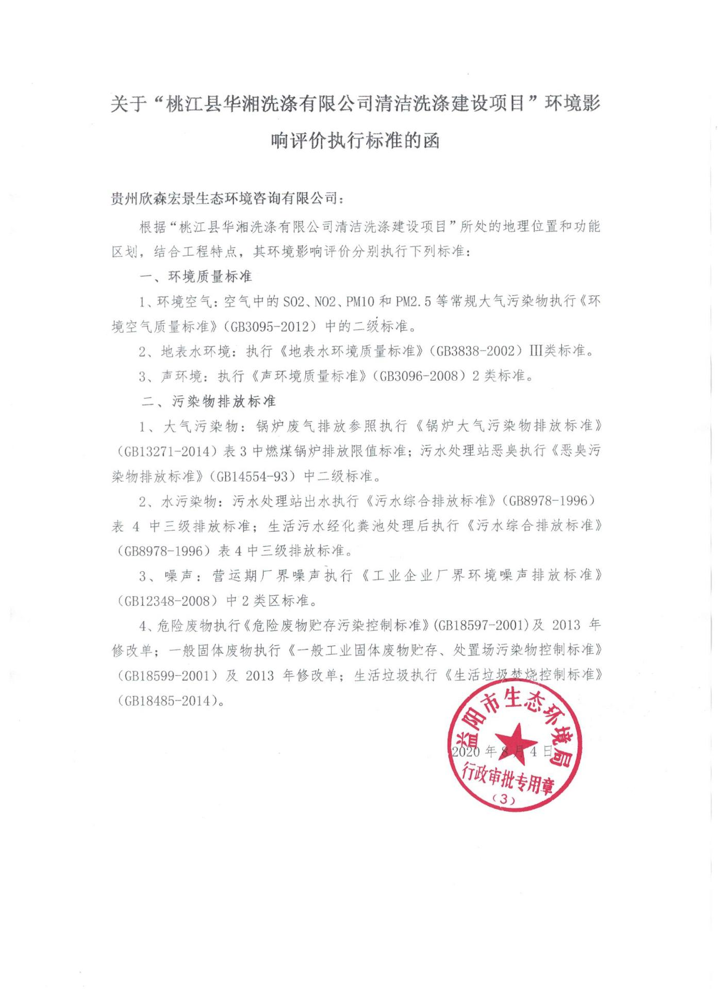 关于“桃江县华湘洗涤有限公司清洁洗涤建设项目”环境影
响评价执行标准的函
贵州欣森宏景生态环境咨询有限公司：
根据“桃江县华湘洗涤有限公司清洁洗涤建设项目”所处的地理位置和功能
区划，结合工程特点，其环境影响评价分别执行下列标准：
一、环境质量标准
1、环境空气：空气中的 SO2、NO2、PM10 和 PM2.5 等常规大气污染物执行《环
境空气质量标准》（GB3095-2012）中的二级标准。
2、地表水环境：执行《地表水环境质量标准》（GB3838-2002）Ⅲ类标准。
3、声环境：执行《声环境质量标准》（GB3096-2008）2 类标准。
二、污染物排放标准
1、大气污染物：锅炉废气排放参照执行《锅炉大气污染物排放标准》
（GB13271-2014）表 3 中燃煤锅炉排放限值标准；污水处理站恶臭执行《恶臭污
染物排放标准》（GB14554-93）中二级标准。
2、水污染物：污水处理站出水执行《污水综合排放标准》（GB8978-1996）
表 4 中三级排放标准；生活污水经化粪池处理后执行《污水综合排放标准》
（GB8978-1996）表 4 中三级排放标准。
3、噪声：营运期厂界噪声执行《工业企业厂界环境噪声排放标准》
（GB12348-2008）中 2 类区标准。
4、危险废物执行《危险废物贮存污染控制标准》(GB18597-2001)及 2013 年
修改单；一般固体废物执行《一般工业固体废物贮存、处置场污染物控制标准》
（GB18599-2001）及 2013 年修改单；生活垃圾执行《生活垃圾焚烧控制标准》
（GB18485-2014）。
益阳市生态环境局
2020 年 8 月 4 日
行政审批专用章
（3）